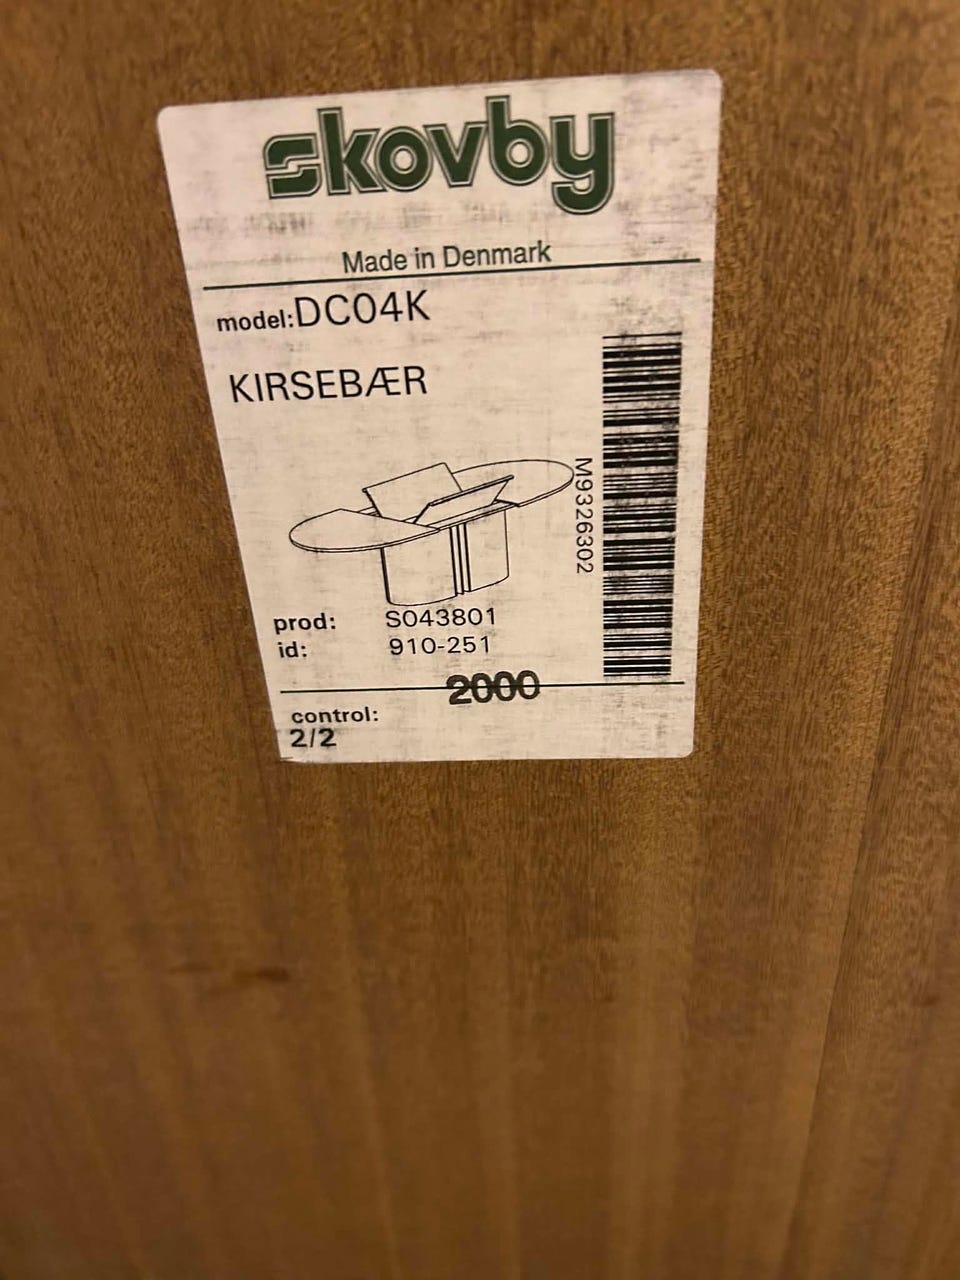 skovby
Made in Denmark
model:DC04K
KIRSEBÆR
M9326302
prod: S043801
id: 910-251
2000
control:
2/2